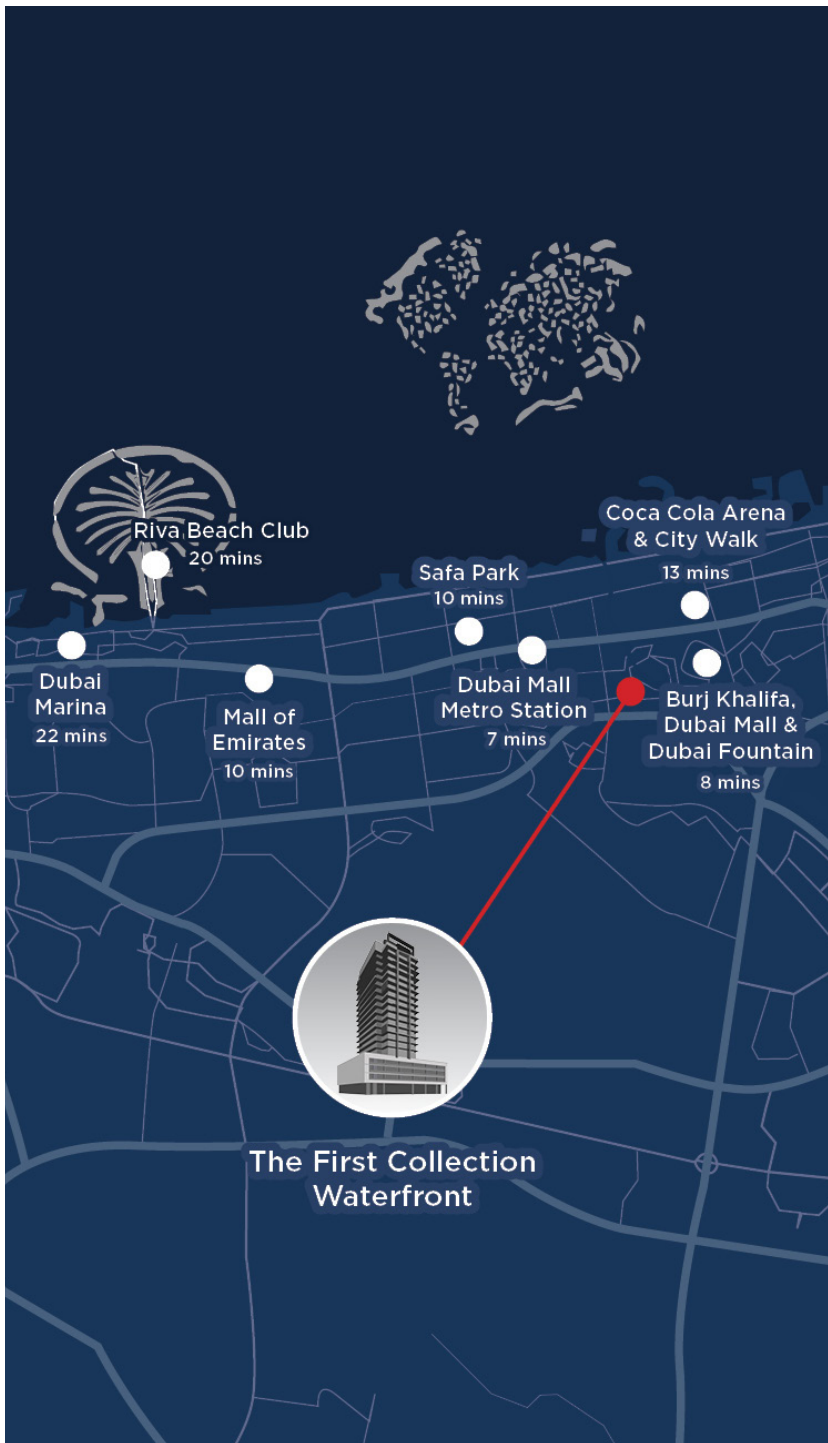 Riva Beach Club
20 mins
Coca Cola Arena
& City Walk
13 mins
Safa Park
10 mins
Dubai
Marina
22 mins
Mall of
Emirates
10 mins
Dubai Mall
Metro Station
7 mins
Burj Khalifa,
Dubai Mall &
Dubai Fountain
8 mins
The First Collection
Waterfront